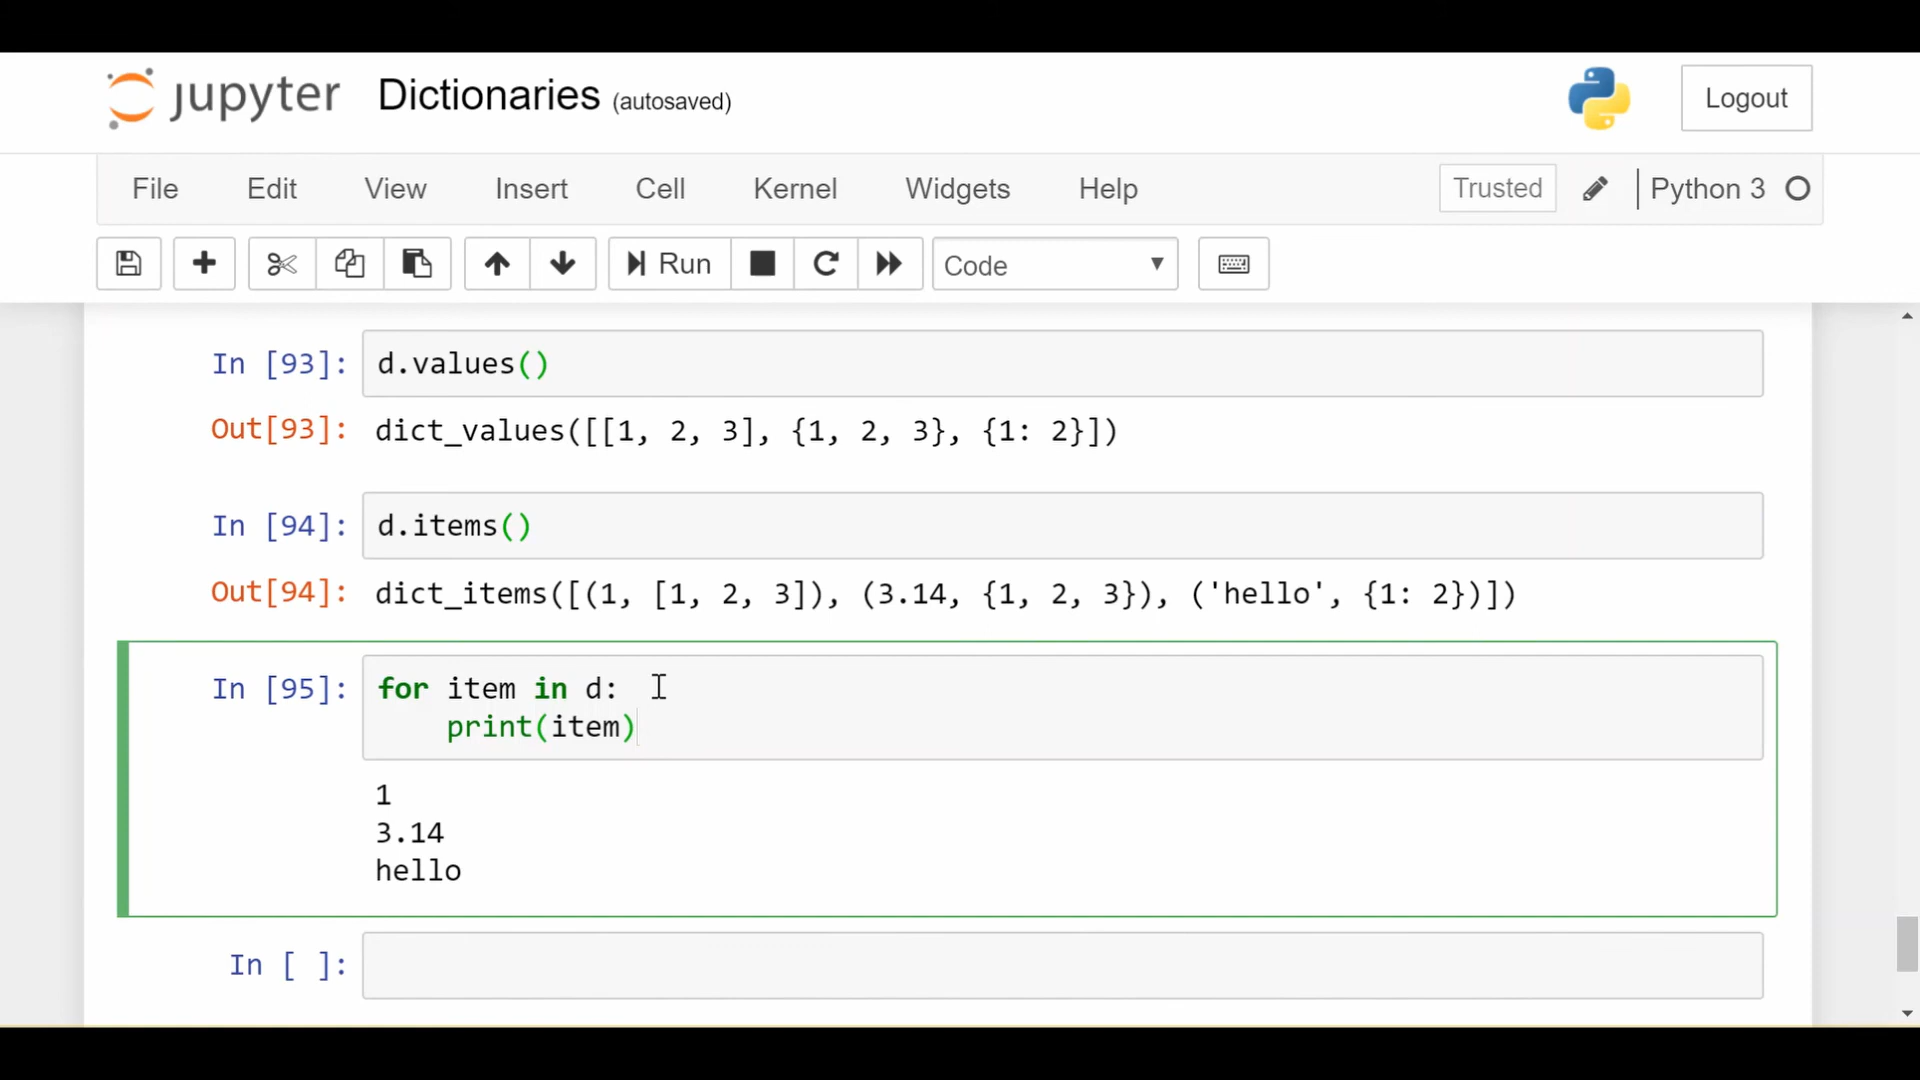 jupyter Dictionaries (autosaved) Logout
File Edit View Insert Cell Kernel Widgets Help Trusted Python 3
Run Code
In [93]: d.values()
Out[93]: dict_values([[1, 2, 3], {1, 2, 3}, {1: 2}])
In [94]: d.items()
Out[94]: dict_items([(1, [1, 2, 3]), (3.14, {1, 2, 3}), ('hello', {1: 2})])
In [95]: for item in d:
print(item)
1
3.14
hello
In [ ]: